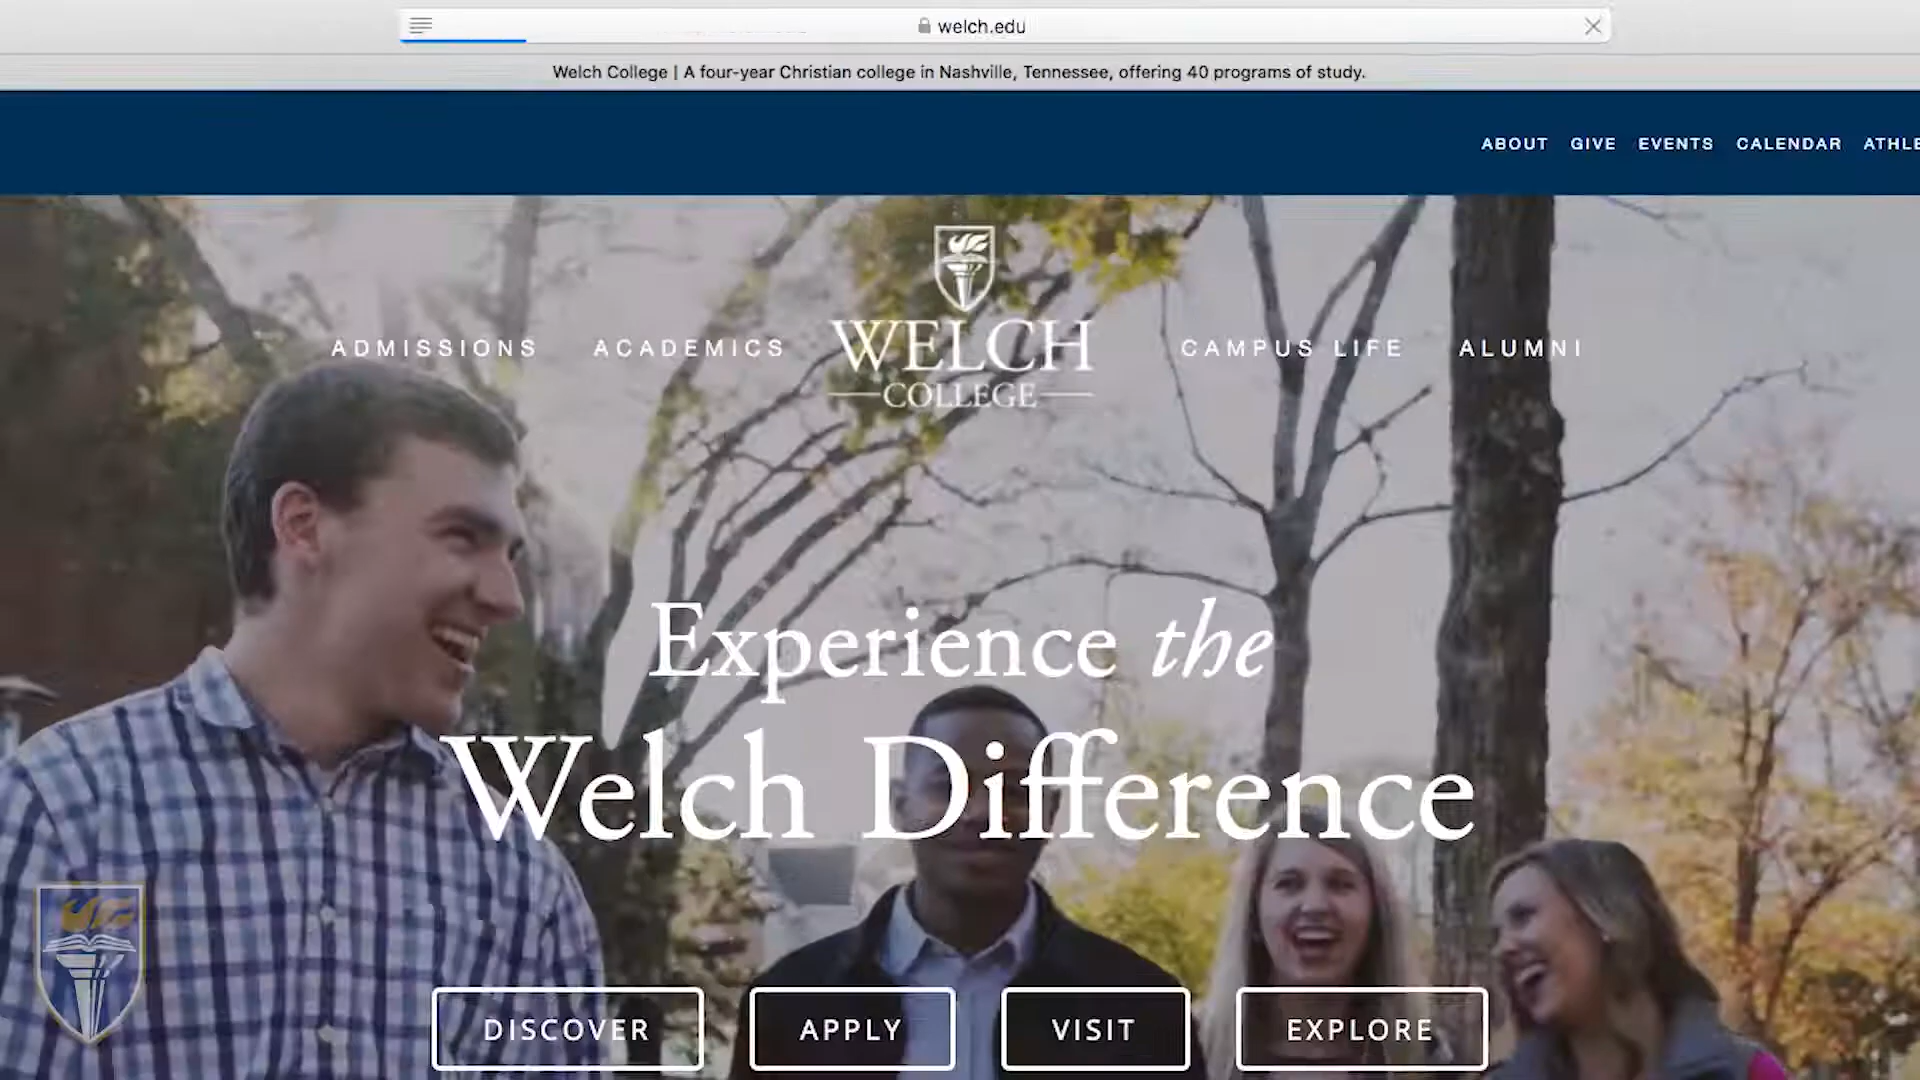 welch.edu
Welch College | A four-year Christian college in Nashville, Tennessee, offering 40 programs of study.
ABOUT GIVE EVENTS CALENDAR ATHLE
ADMISSIONS ACADEMICS WELCH COLLEGE CAMPUS LIFE ALUMNI
Experience the
Welch Difference
DISCOVER APPLY VISIT EXPLORE